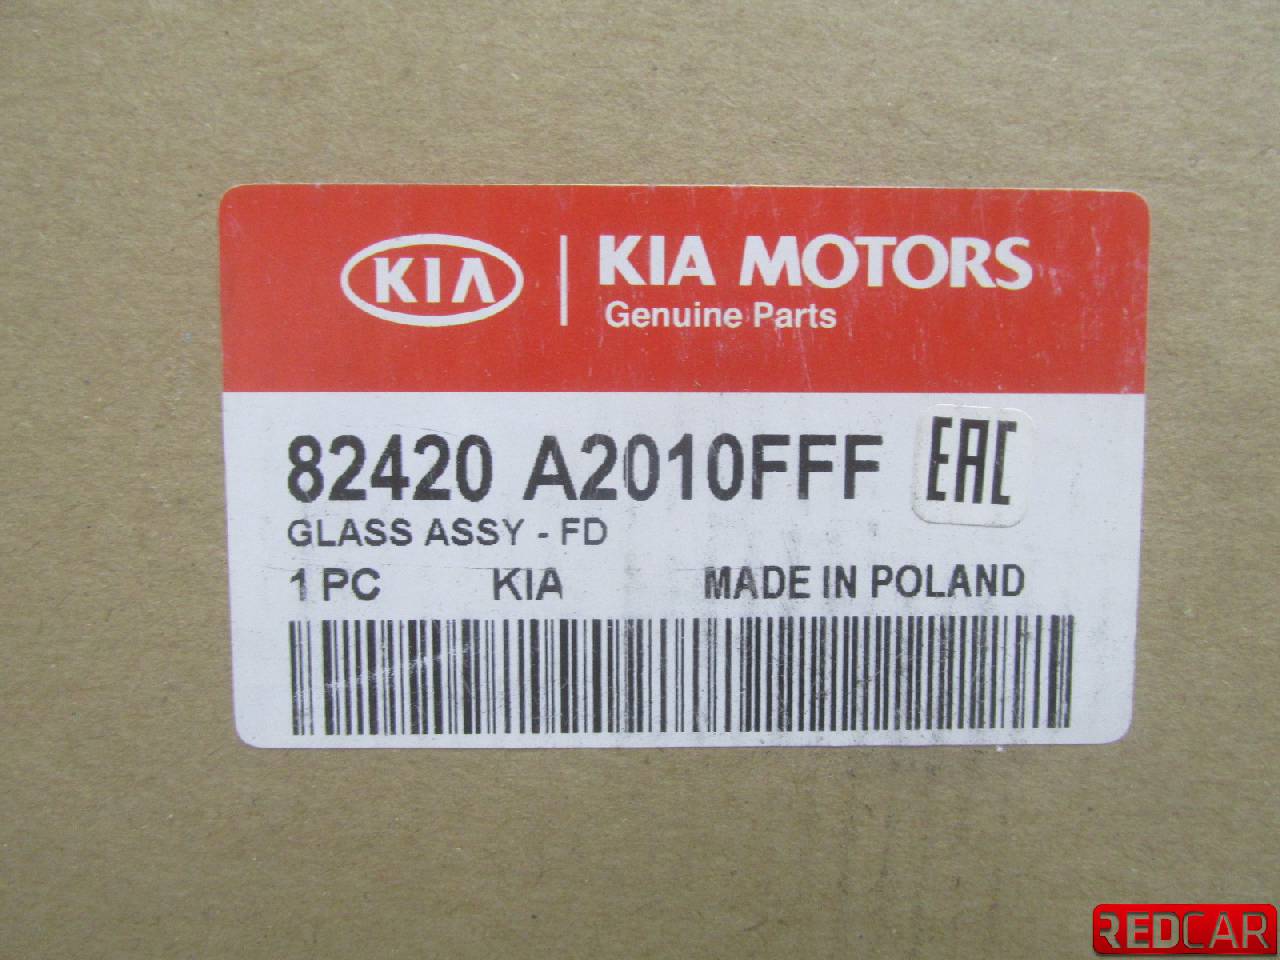 KIA
KIA MOTORS
Genuine Parts
82420 A2010FFF
EAC
GLASS ASSY - FD
1 PC KIA MADE IN POLAND
REDCAR